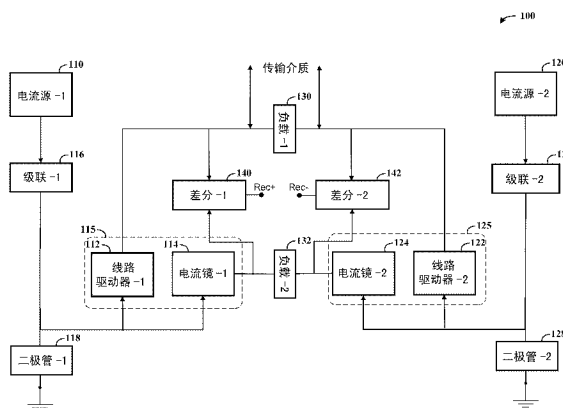 100
110
电流源 -1
116
级联 -1
118
二极管 -1
传输介质
130
负载 -1
140
差分 -1
Rec+
Rec-
142
差分 -2
115
112
线路
驱动器 -1
114
电流镜 -1
132
负载 -2
124
电流镜 -2
125
122
线路
驱动器 -2
电流源 -2
级联 -2
二极管 -2